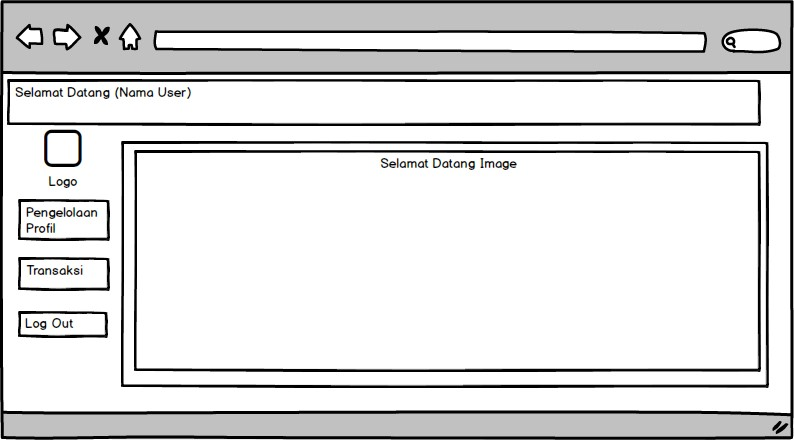 Selamat Datang (Nama User)
Logo
Selamat Datang Image
Pengelolaan
Profil
Transaksi
Log Out